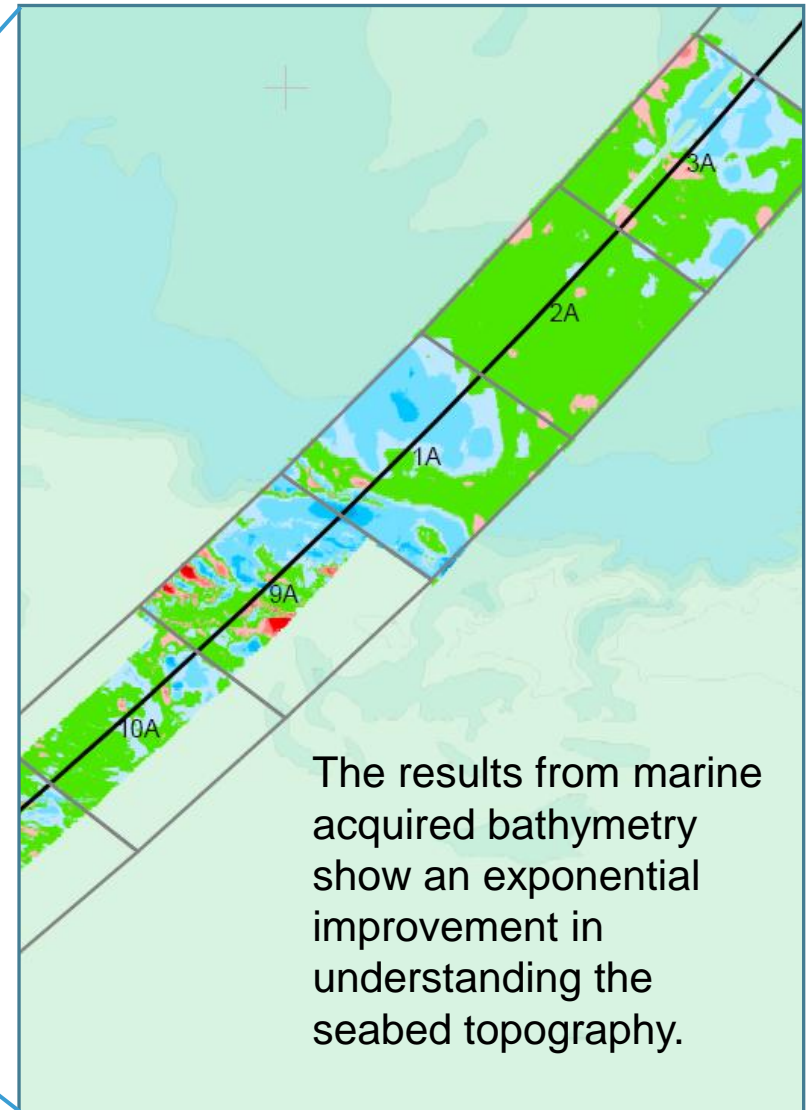 3A
2A
1A
9A
10A
The results from marine
acquired bathymetry
show an exponential
improvement in
understanding the
seabed topography.